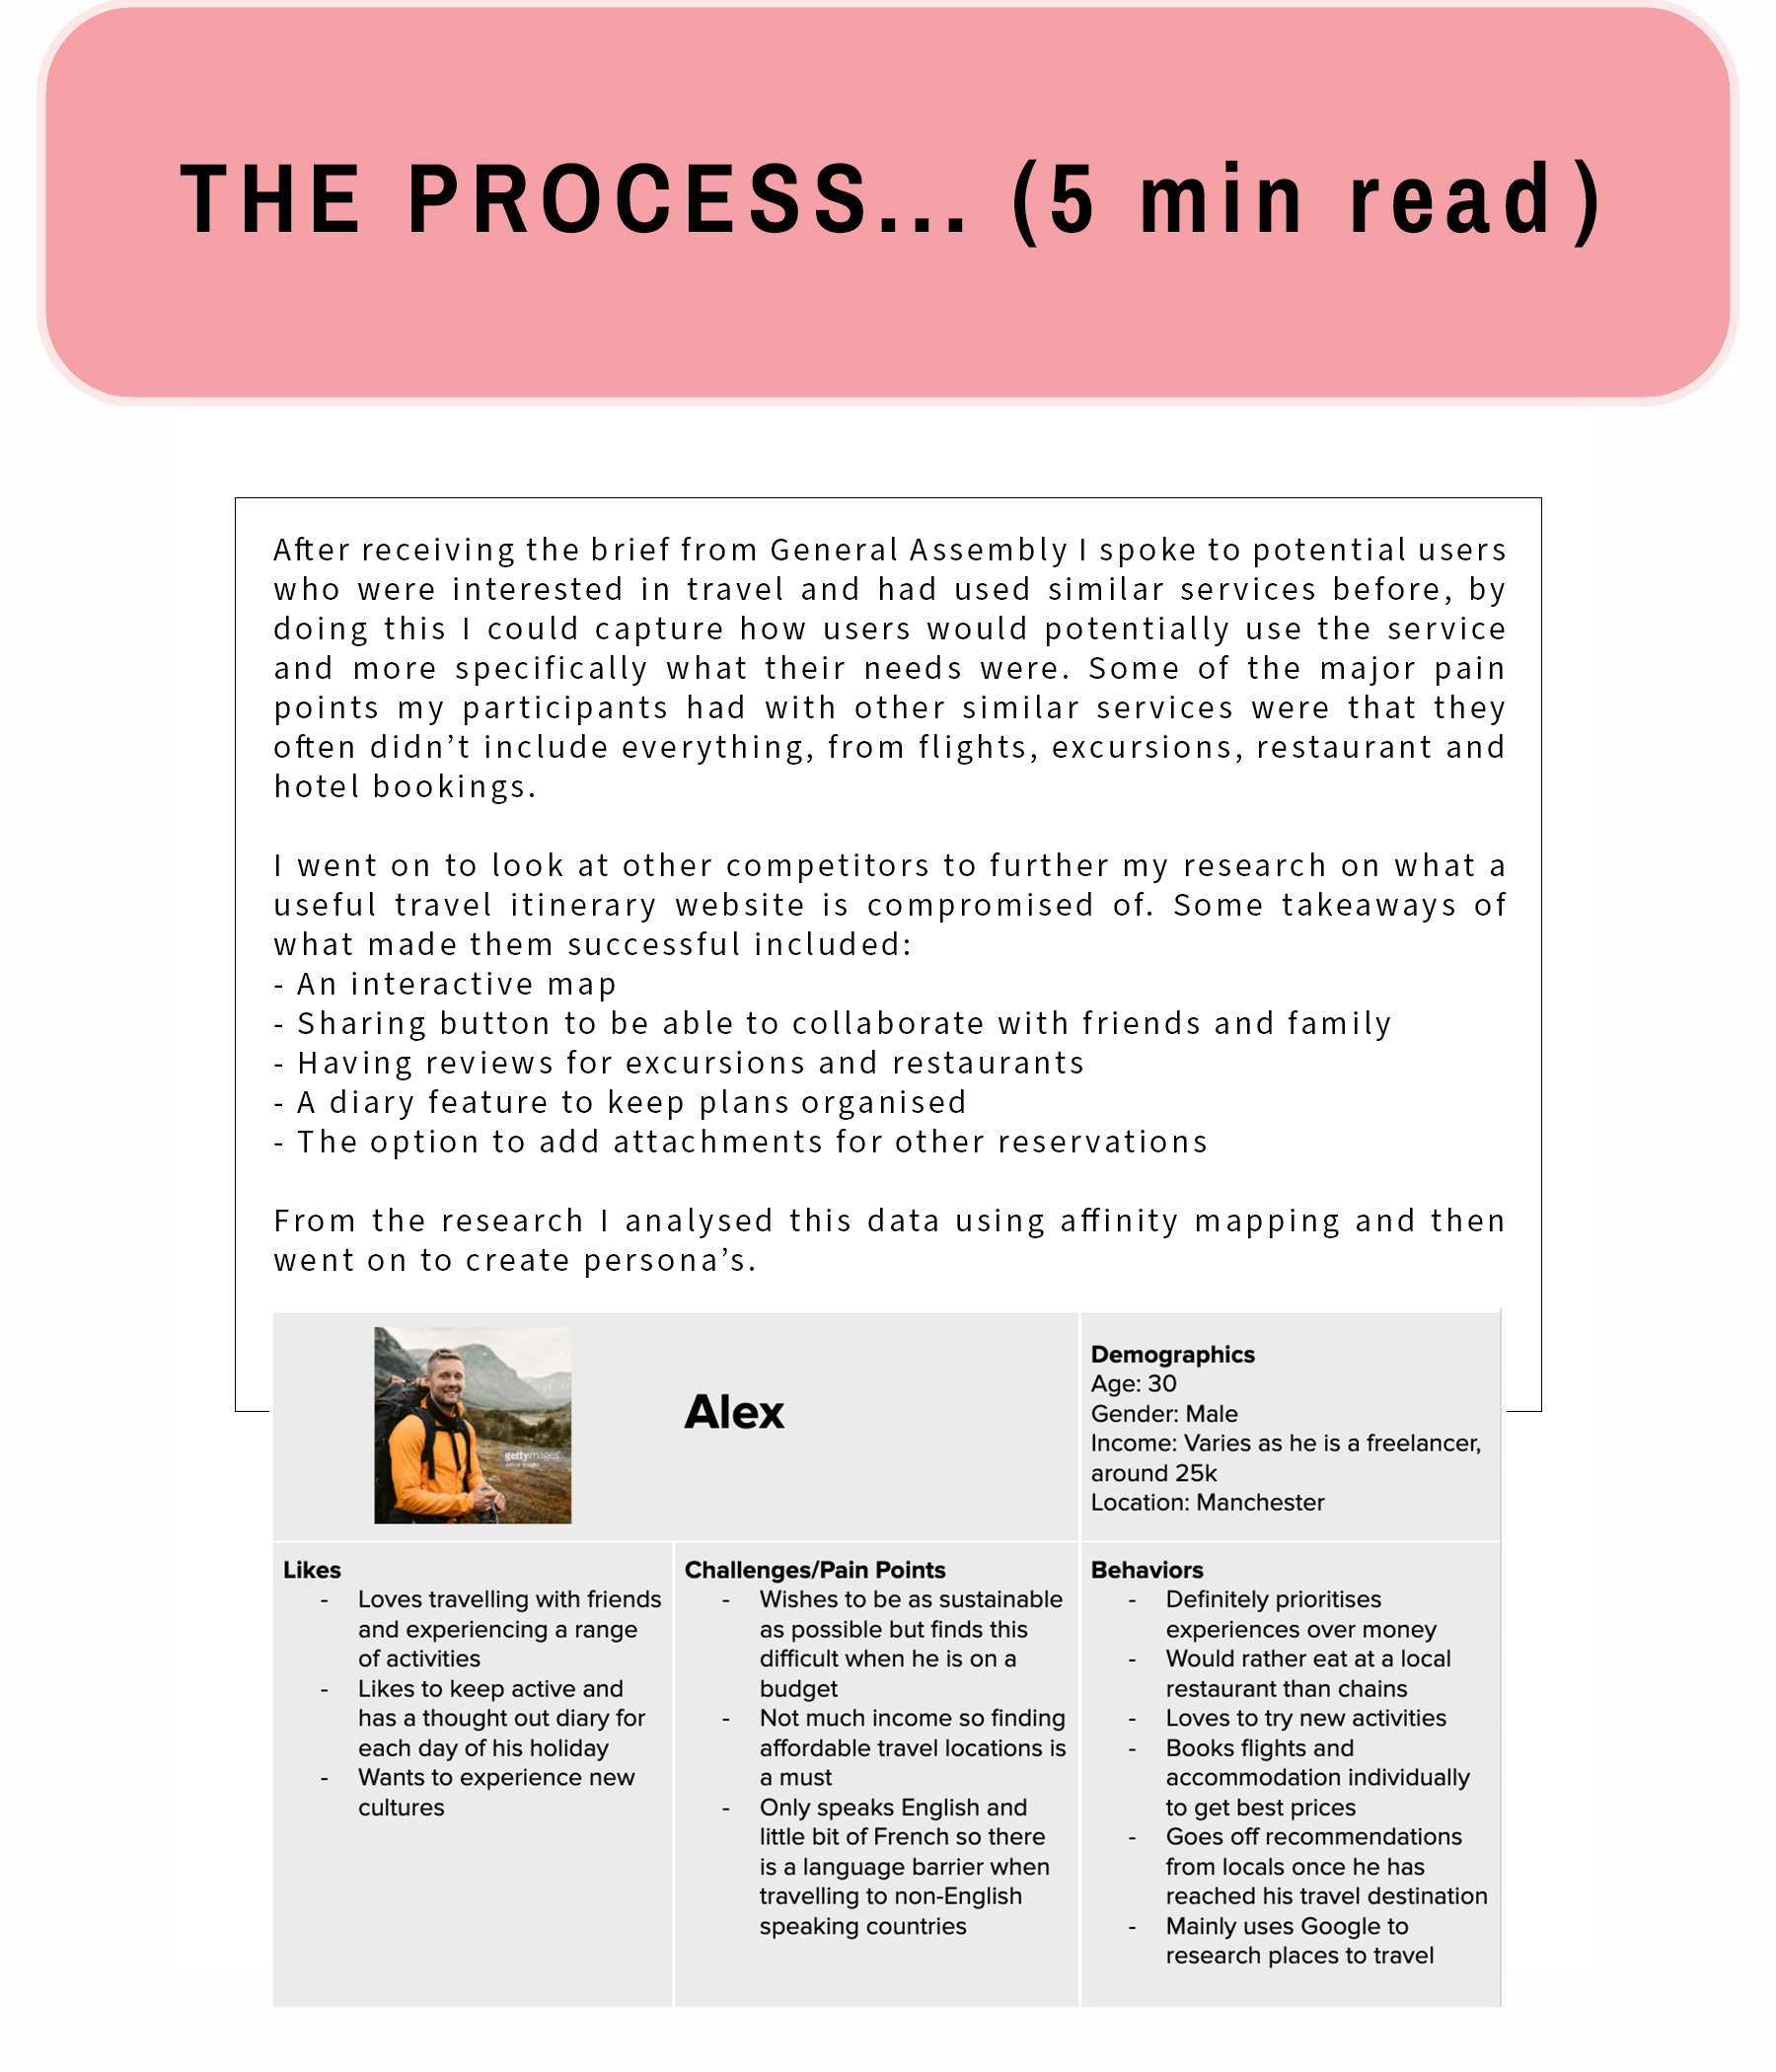 THE PROCESS... (5 min read)
After receiving the brief from General Assembly I spoke to potential users
who were interested in travel and had used similar services before, by
doing this I could capture how users would potentially use the service
and more specifically what their needs were. Some of the major pain
points my participants had with other similar services were that they
often didn’t include everything, from flights, excursions, restaurant and
hotel bookings.
I went on to look at other competitors to further my research on what a
useful travel itinerary website is compromised of. Some takeaways of
what made them successful included:
- An interactive map
- Sharing button to be able to collaborate with friends and family
- Having reviews for excursions and restaurants
- A diary feature to keep plans organised
- The option to add attachments for other reservations
From the research I analysed this data using affinity mapping and then
went on to create persona’s.
gettyimages
Alex
Demographics
Age: 30
Gender: Male
Income: Varies as he is a freelancer,
around 25k
Location: Manchester
Likes
- Loves travelling with friends
and experiencing a range
of activities
- Likes to keep active and
has a thought out diary for
each day of his holiday
- Wants to experience new
cultures
Challenges/Pain Points
- Wishes to be as sustainable
as possible but finds this
difficult when he is on a
budget
- Not much income so finding
affordable travel locations is
a must
- Only speaks English and
little bit of French so there
is a language barrier when
travelling to non-English
speaking countries
Behaviors
- Definitely prioritises
experiences over money
- Would rather eat at a local
restaurant than chains
- Loves to try new activities
- Books flights and
accommodation individually
to get best prices
- Goes off recommendations
from locals once he has
reached his travel destination
- Mainly uses Google to
research places to travel